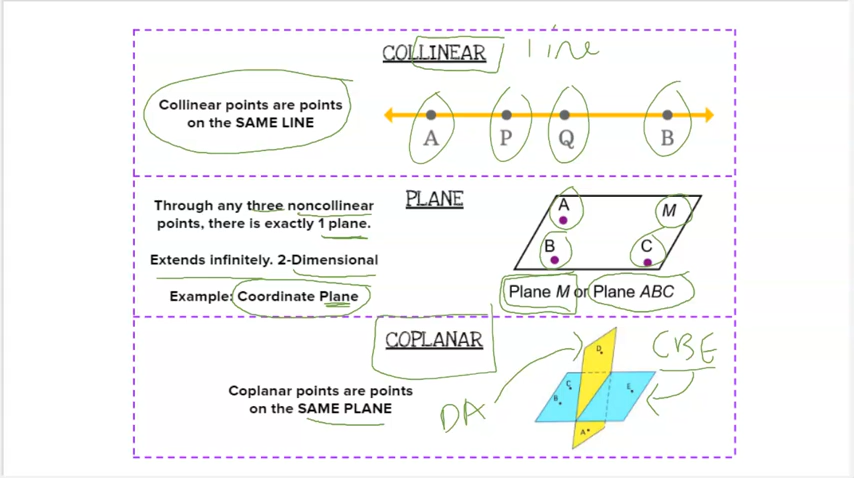 COLLINEAR line
Collinear points are points
on the SAME LINE
A P Q B
PLANE
Through any three noncollinear
points, there is exactly 1 plane.
Extends infinitely. 2-Dimensional
Example: Coordinate Plane
A M
B C
Plane M or Plane ABC
COPLANAR
Coplanar points are points
on the SAME PLANE
DA
D
C
B
E
A
CBE